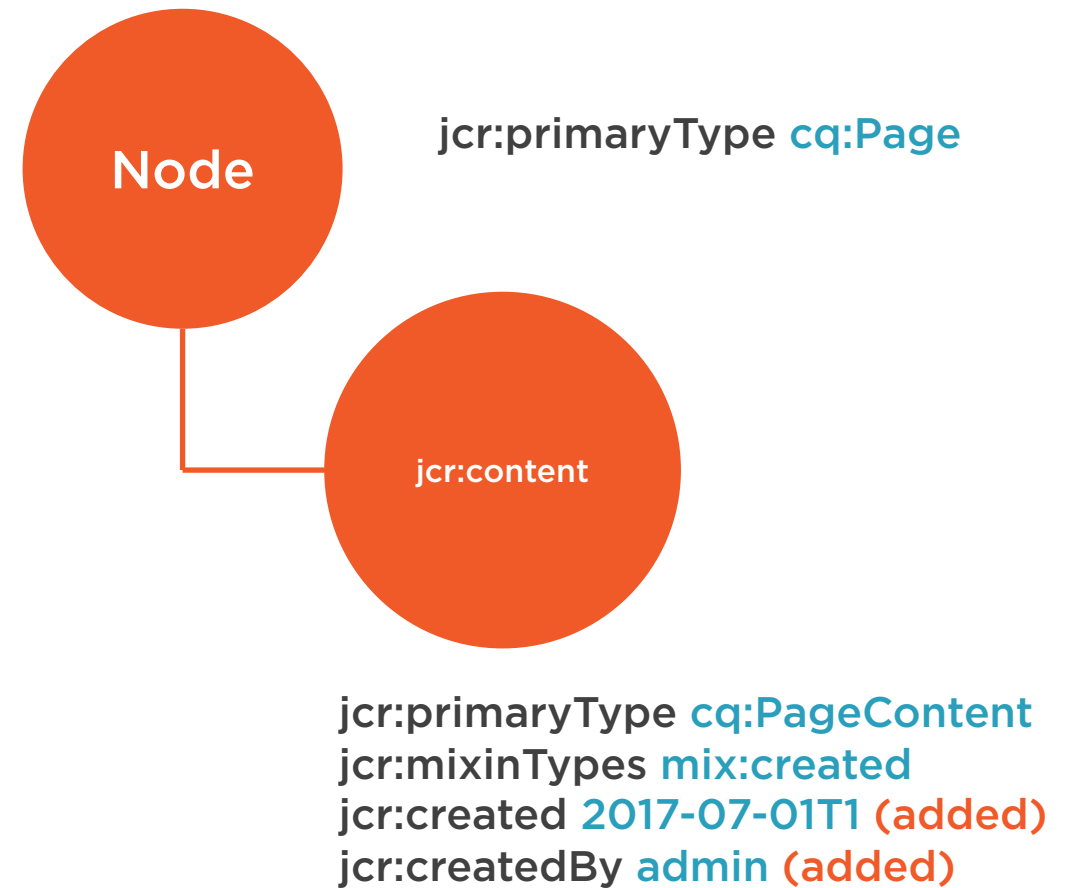 Node
jcr:primaryType cq:Page
jcr:content
jcr:primaryType cq:PageContent
jcr:mixinTypes mix:created
jcr:created 2017-07-01T1 (added)
jcr:createdBy admin (added)